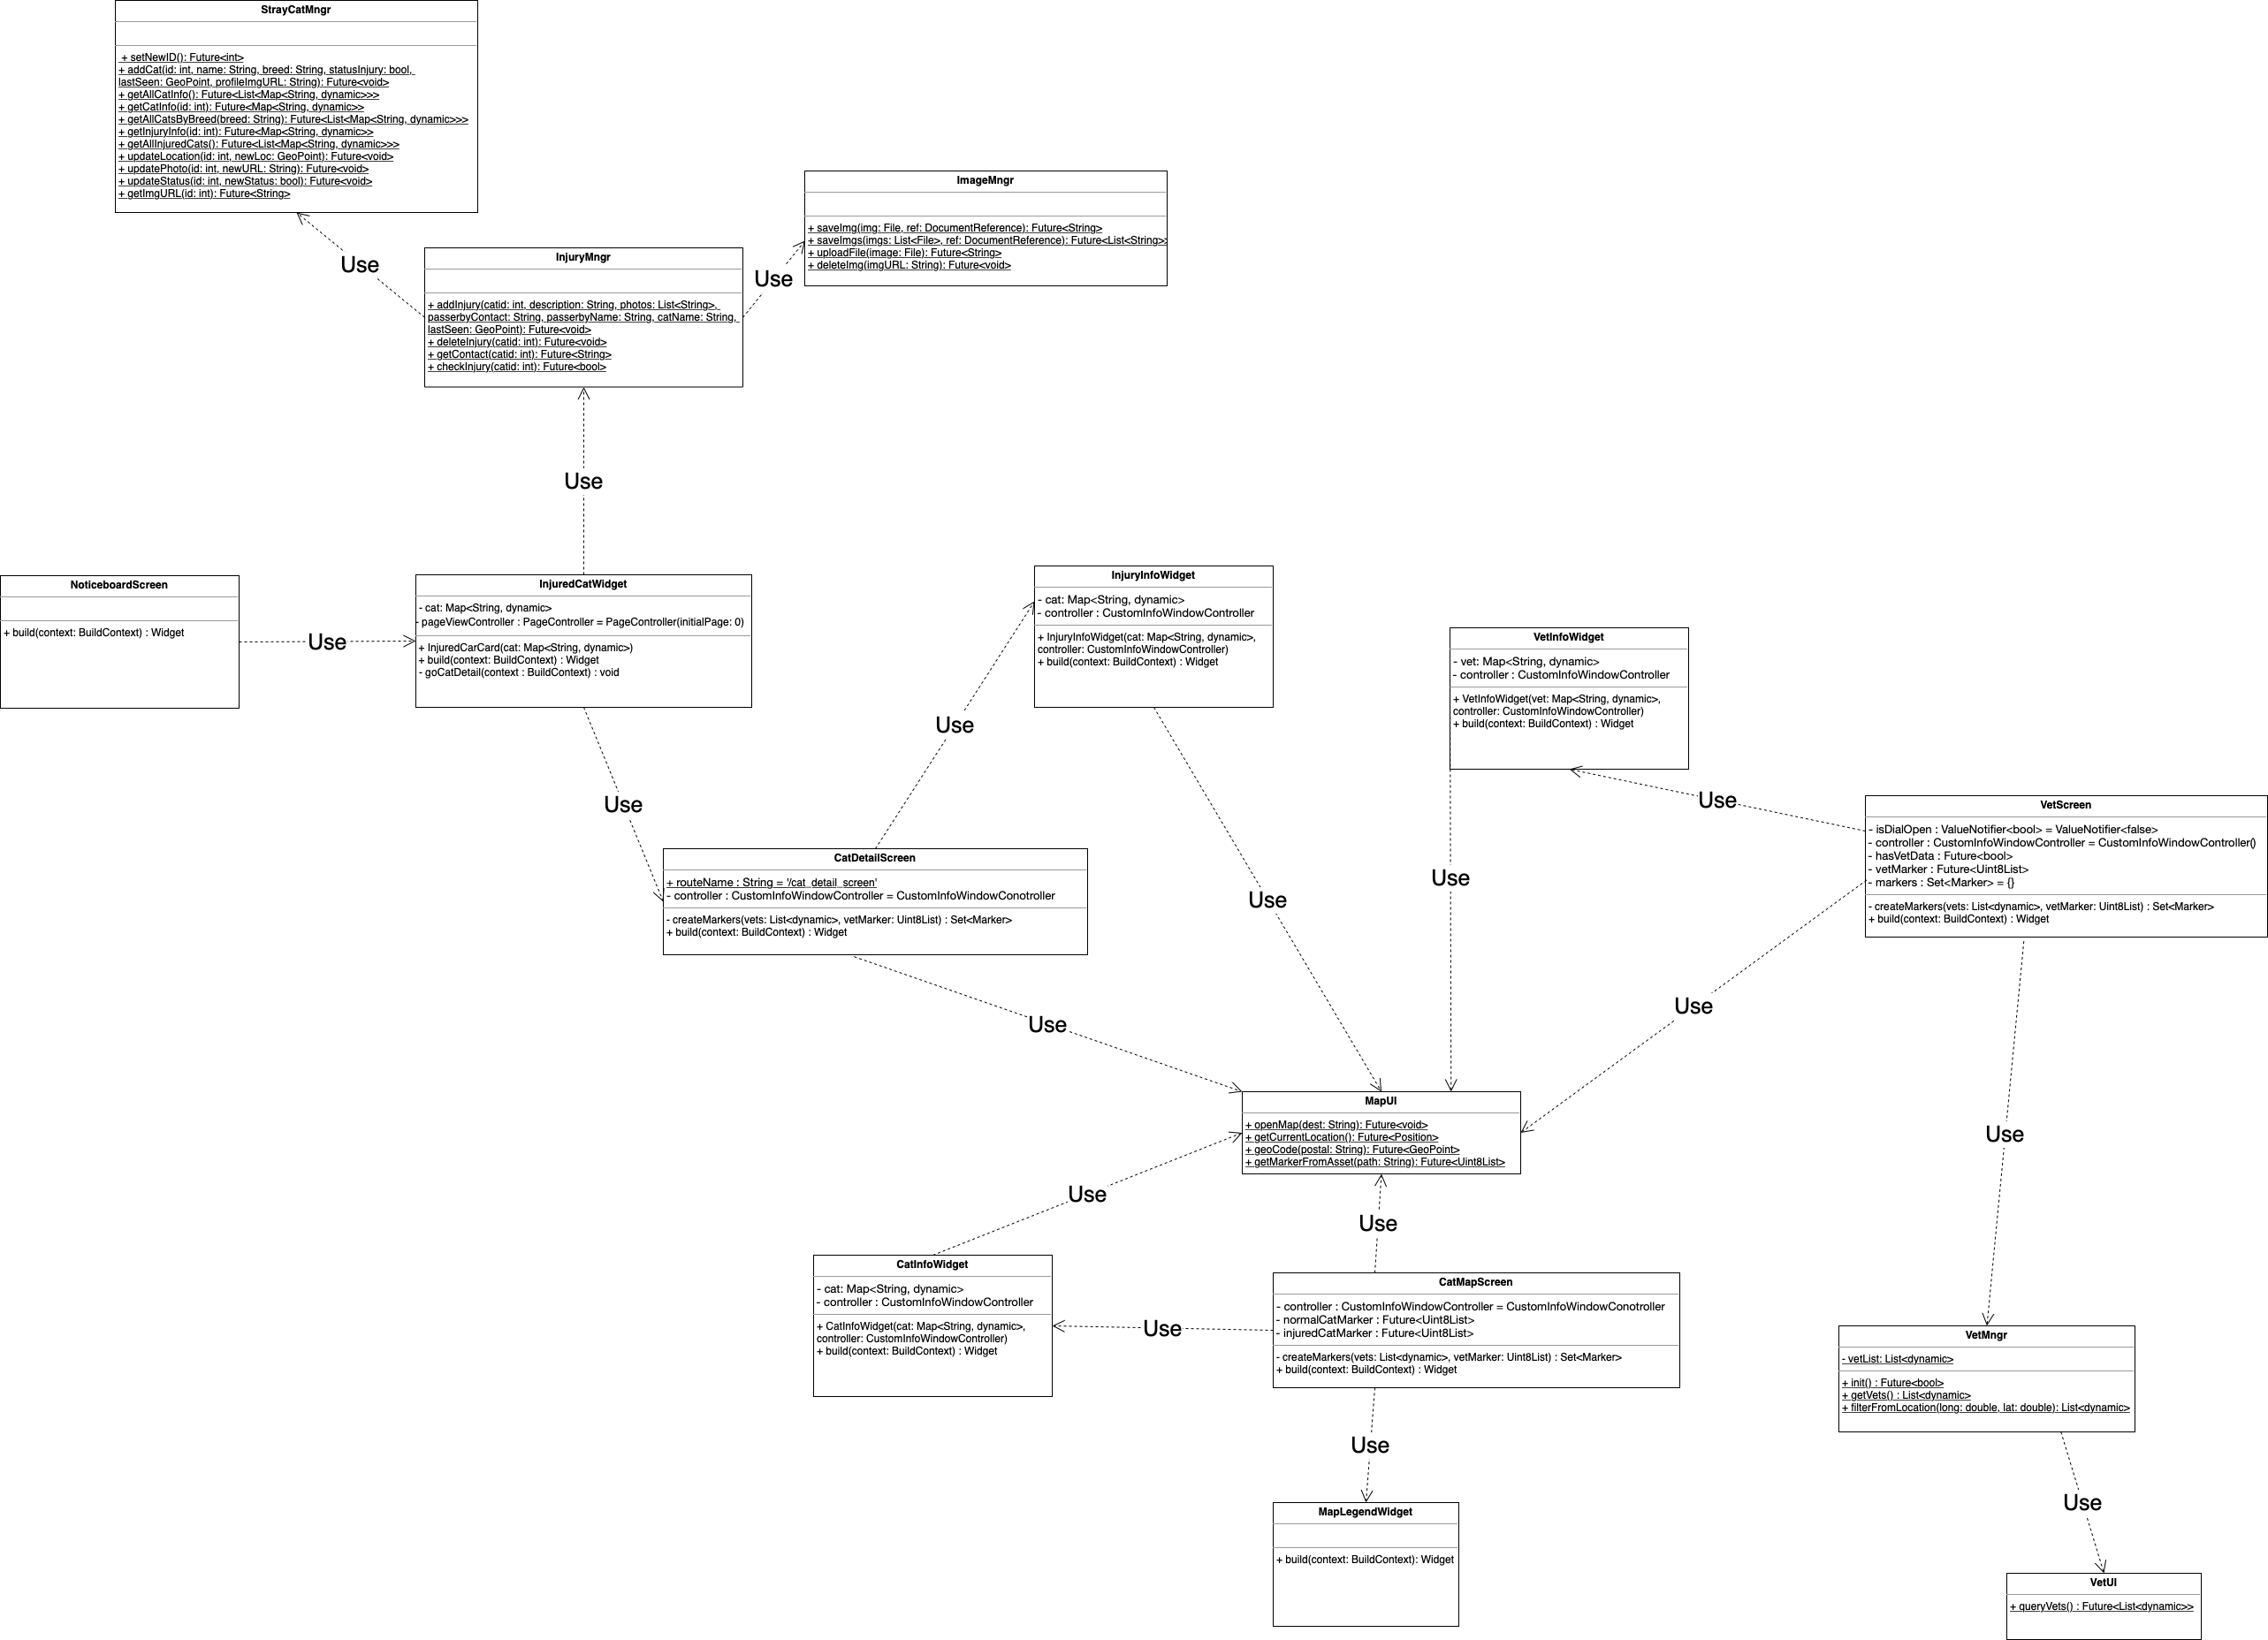 StrayCatMngr
+ setNewID(): Future<int>
+ addCat(id: int, name: String, breed: String, statusInjury: bool,
lastSeen: GeoPoint, profileImgURL: String): Future<void>
+ getAllCatInfo(): Future<List<Map<String, dynamic>>>
+ getCatInfo(id: int): Future<Map<String, dynamic>>
+ getAllCatsByBreed(breed: String): Future<List<Map<String, dynamic>>>
+ getInjuryInfo(id: int): Future<Map<String, dynamic>>
+ getAllInjuredCats(): Future<List<Map<String, dynamic>>>
+ updateLocation(id: int, newLoc: GeoPoint): Future<void>
+ updatePhoto(id: int, newURL: String): Future<void>
+ updateStatus(id: int, newStatus: bool): Future<void>
+ getImgURL(id: int): Future<String>
ImageMngr
+ saveImg(img: File, ref: DocumentReference): Future<String>
+ saveImgs(imgs: List<File>, ref: DocumentReference): Future<List<String>>
+ uploadFile(image: File): Future<String>
+ deleteImg(imgURL: String): Future<void>
Use
Use
InjuryMngr
+ addInjury(catid: int, description: String, photos: List<String>,
passerbyContact: String, passerbyName: String, catName: String,
lastSeen: GeoPoint): Future<void>
+ deleteInjury(catid: int): Future<void>
+ getContact(catid: int): Future<String>
+ checkInjury(catid: int): Future<bool>
Use
NoticeboardScreen
+ build(context: BuildContext) : Widget
Use
InjuredCatWidget
- cat: Map<String, dynamic>
- pageViewController : PageController = PageController(initialPage: 0)
+ InjuredCarCard(cat: Map<String, dynamic>)
+ build(context: BuildContext) : Widget
- goCatDetail(context : BuildContext) : void
InjuryInfoWidget
- cat: Map<String, dynamic>
- controller : CustomInfoWindowController
+ InjuryInfoWidget(cat: Map<String, dynamic>,
controller: CustomInfoWindowController)
+ build(context: BuildContext) : Widget
VetInfoWidget
- vet: Map<String, dynamic>
- controller : CustomInfoWindowController
+ VetInfoWidget(vet: Map<String, dynamic>,
controller: CustomInfoWindowController)
+ build(context: BuildContext) : Widget
Use
Use
Use
VetScreen
- isDialOpen : ValueNotifier<bool> = ValueNotifier<false>
- controller : CustomInfoWindowController = CustomInfoWindowController()
- hasVetData : Future<bool>
- vetMarker : Future<Uint8List>
- markers : Set<Marker> = {}
- createMarkers(vets: List<dynamic>, vetMarker: Uint8List) : Set<Marker>
+ build(context: BuildContext) : Widget
CatDetailScreen
+ routeName : String = '/cat_detail_screen'
- controller : CustomInfoWindowController = CustomInfoWindowConotroller
- createMarkers(vets: List<dynamic>, vetMarker: Uint8List) : Set<Marker>
+ build(context: BuildContext) : Widget
Use
Use
Use
Use
Use
MapUI
+ openMap(dest: String): Future<void>
+ getCurrentLocation(): Future<Position>
+ geoCode(postal: String): Future<GeoPoint>
+ getMarkerFromAsset(path: String): Future<Uint8List>
Use
Use
Use
CatInfoWidget
- cat: Map<String, dynamic>
- controller : CustomInfoWindowController
+ CatInfoWidget(cat: Map<String, dynamic>,
controller: CustomInfoWindowController)
+ build(context: BuildContext) : Widget
Use
CatMapScreen
- controller : CustomInfoWindowController = CustomInfoWindowConotroller
- normalCatMarker : Future<Uint8List>
- injuredCatMarker : Future<Uint8List>
- createMarkers(vets: List<dynamic>, vetMarker: Uint8List) : Set<Marker>
+ build(context: BuildContext) : Widget
VetMngr
- vetList: List<dynamic>
+ init() : Future<bool>
+ getVets() : List<dynamic>
+ filterFromLocation(long: double, lat: double): List<dynamic>
Use
Use
MapLegendWidget
+ build(context: BuildContext): Widget
VetUI
+ queryVets() : Future<List<dynamic>>